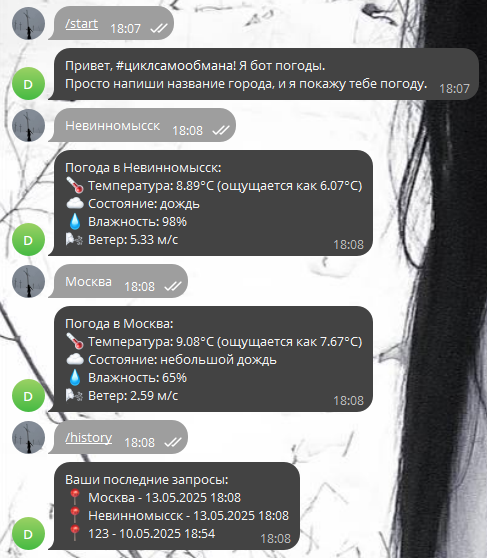 /start 18:07
Привет, #циклсамообмана! Я бот погоды.
Просто напиши название города, и я покажу тебе погоду. 18:07
D
Невинномысск 18:08
Погода в Невинномысск:
🌡️ Температура: 8.89°C (ощущается как 6.07°C)
☁️ Состояние: дождь
💧 Влажность: 98%
🌬️ Ветер: 5.33 м/с 18:08
D
Москва 18:08
Погода в Москва:
🌡️ Температура: 9.08°C (ощущается как 7.67°C)
☁️ Состояние: небольшой дождь
💧 Влажность: 65%
🌬️ Ветер: 2.59 м/с 18:08
D
/history 18:08
Ваши последние запросы:
📍 Москва - 13.05.2025 18:08
📍 Невинномысск - 13.05.2025 18:08
📍 123 - 10.05.2025 18:54 18:08
D